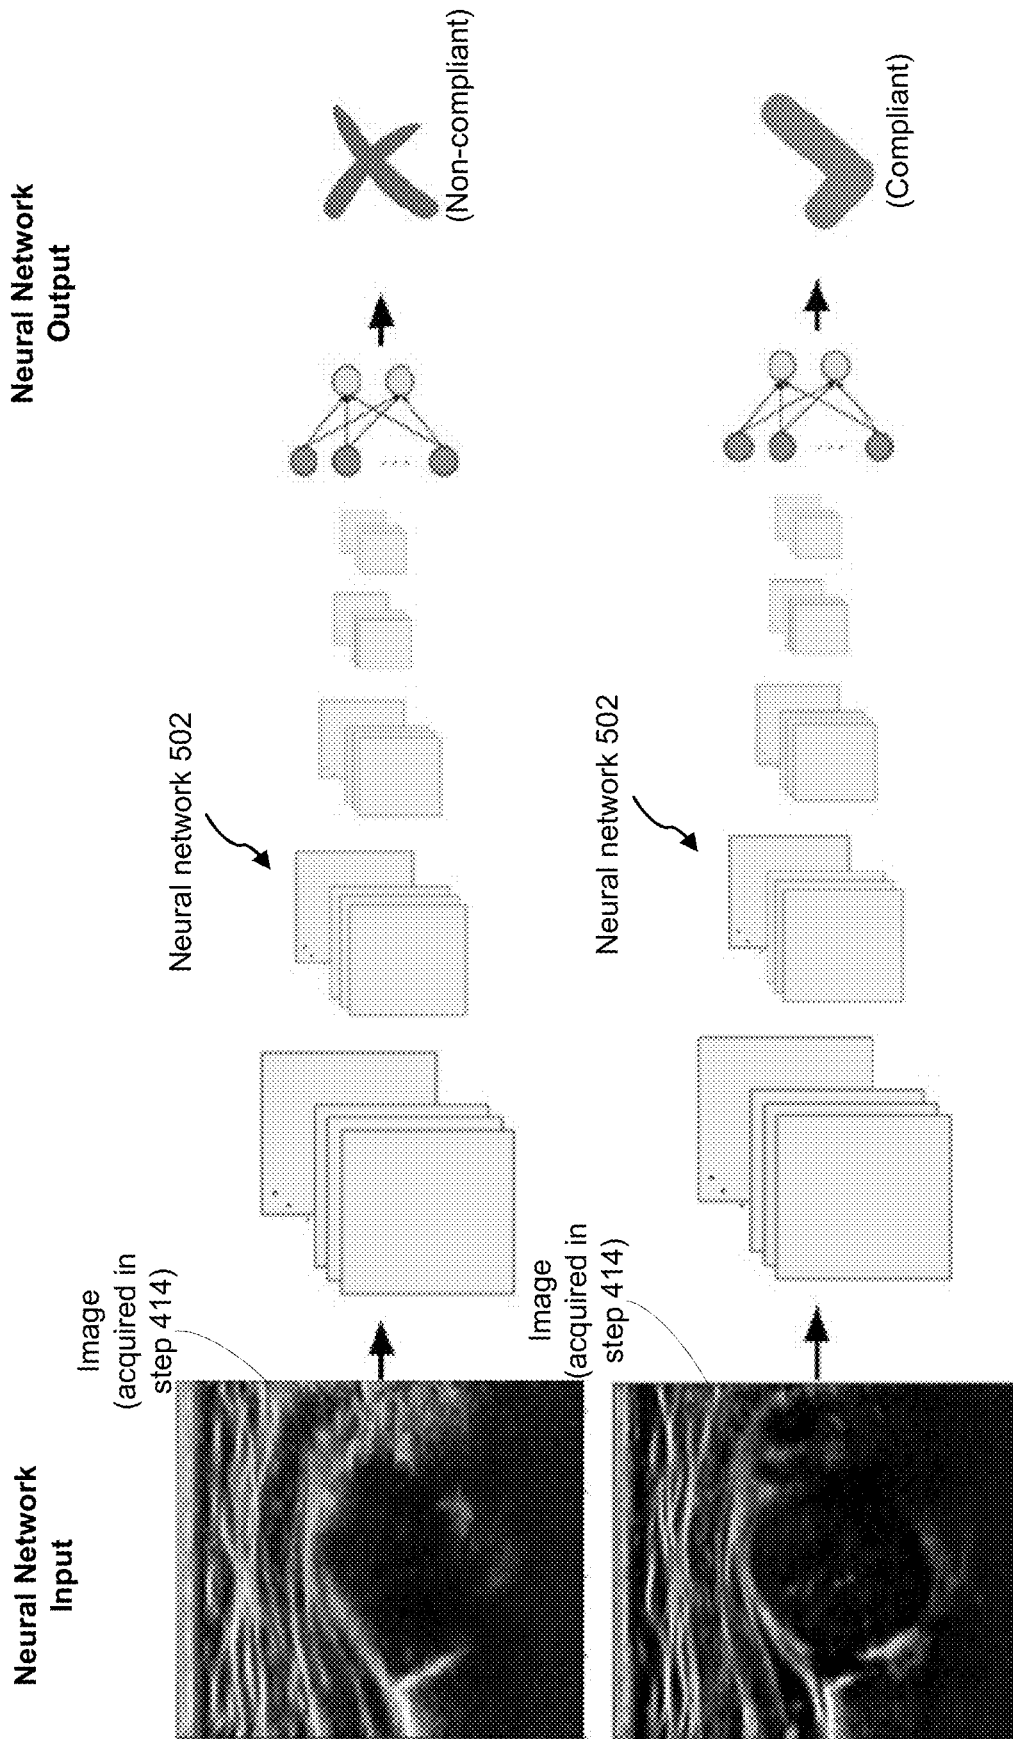 Neural Network
Input
Neural Network
Output
Image
(acquired in
step 414)
Neural network 502
(Non-compliant)
Image
(acquired in
step 414)
Neural network 502
(Compliant)